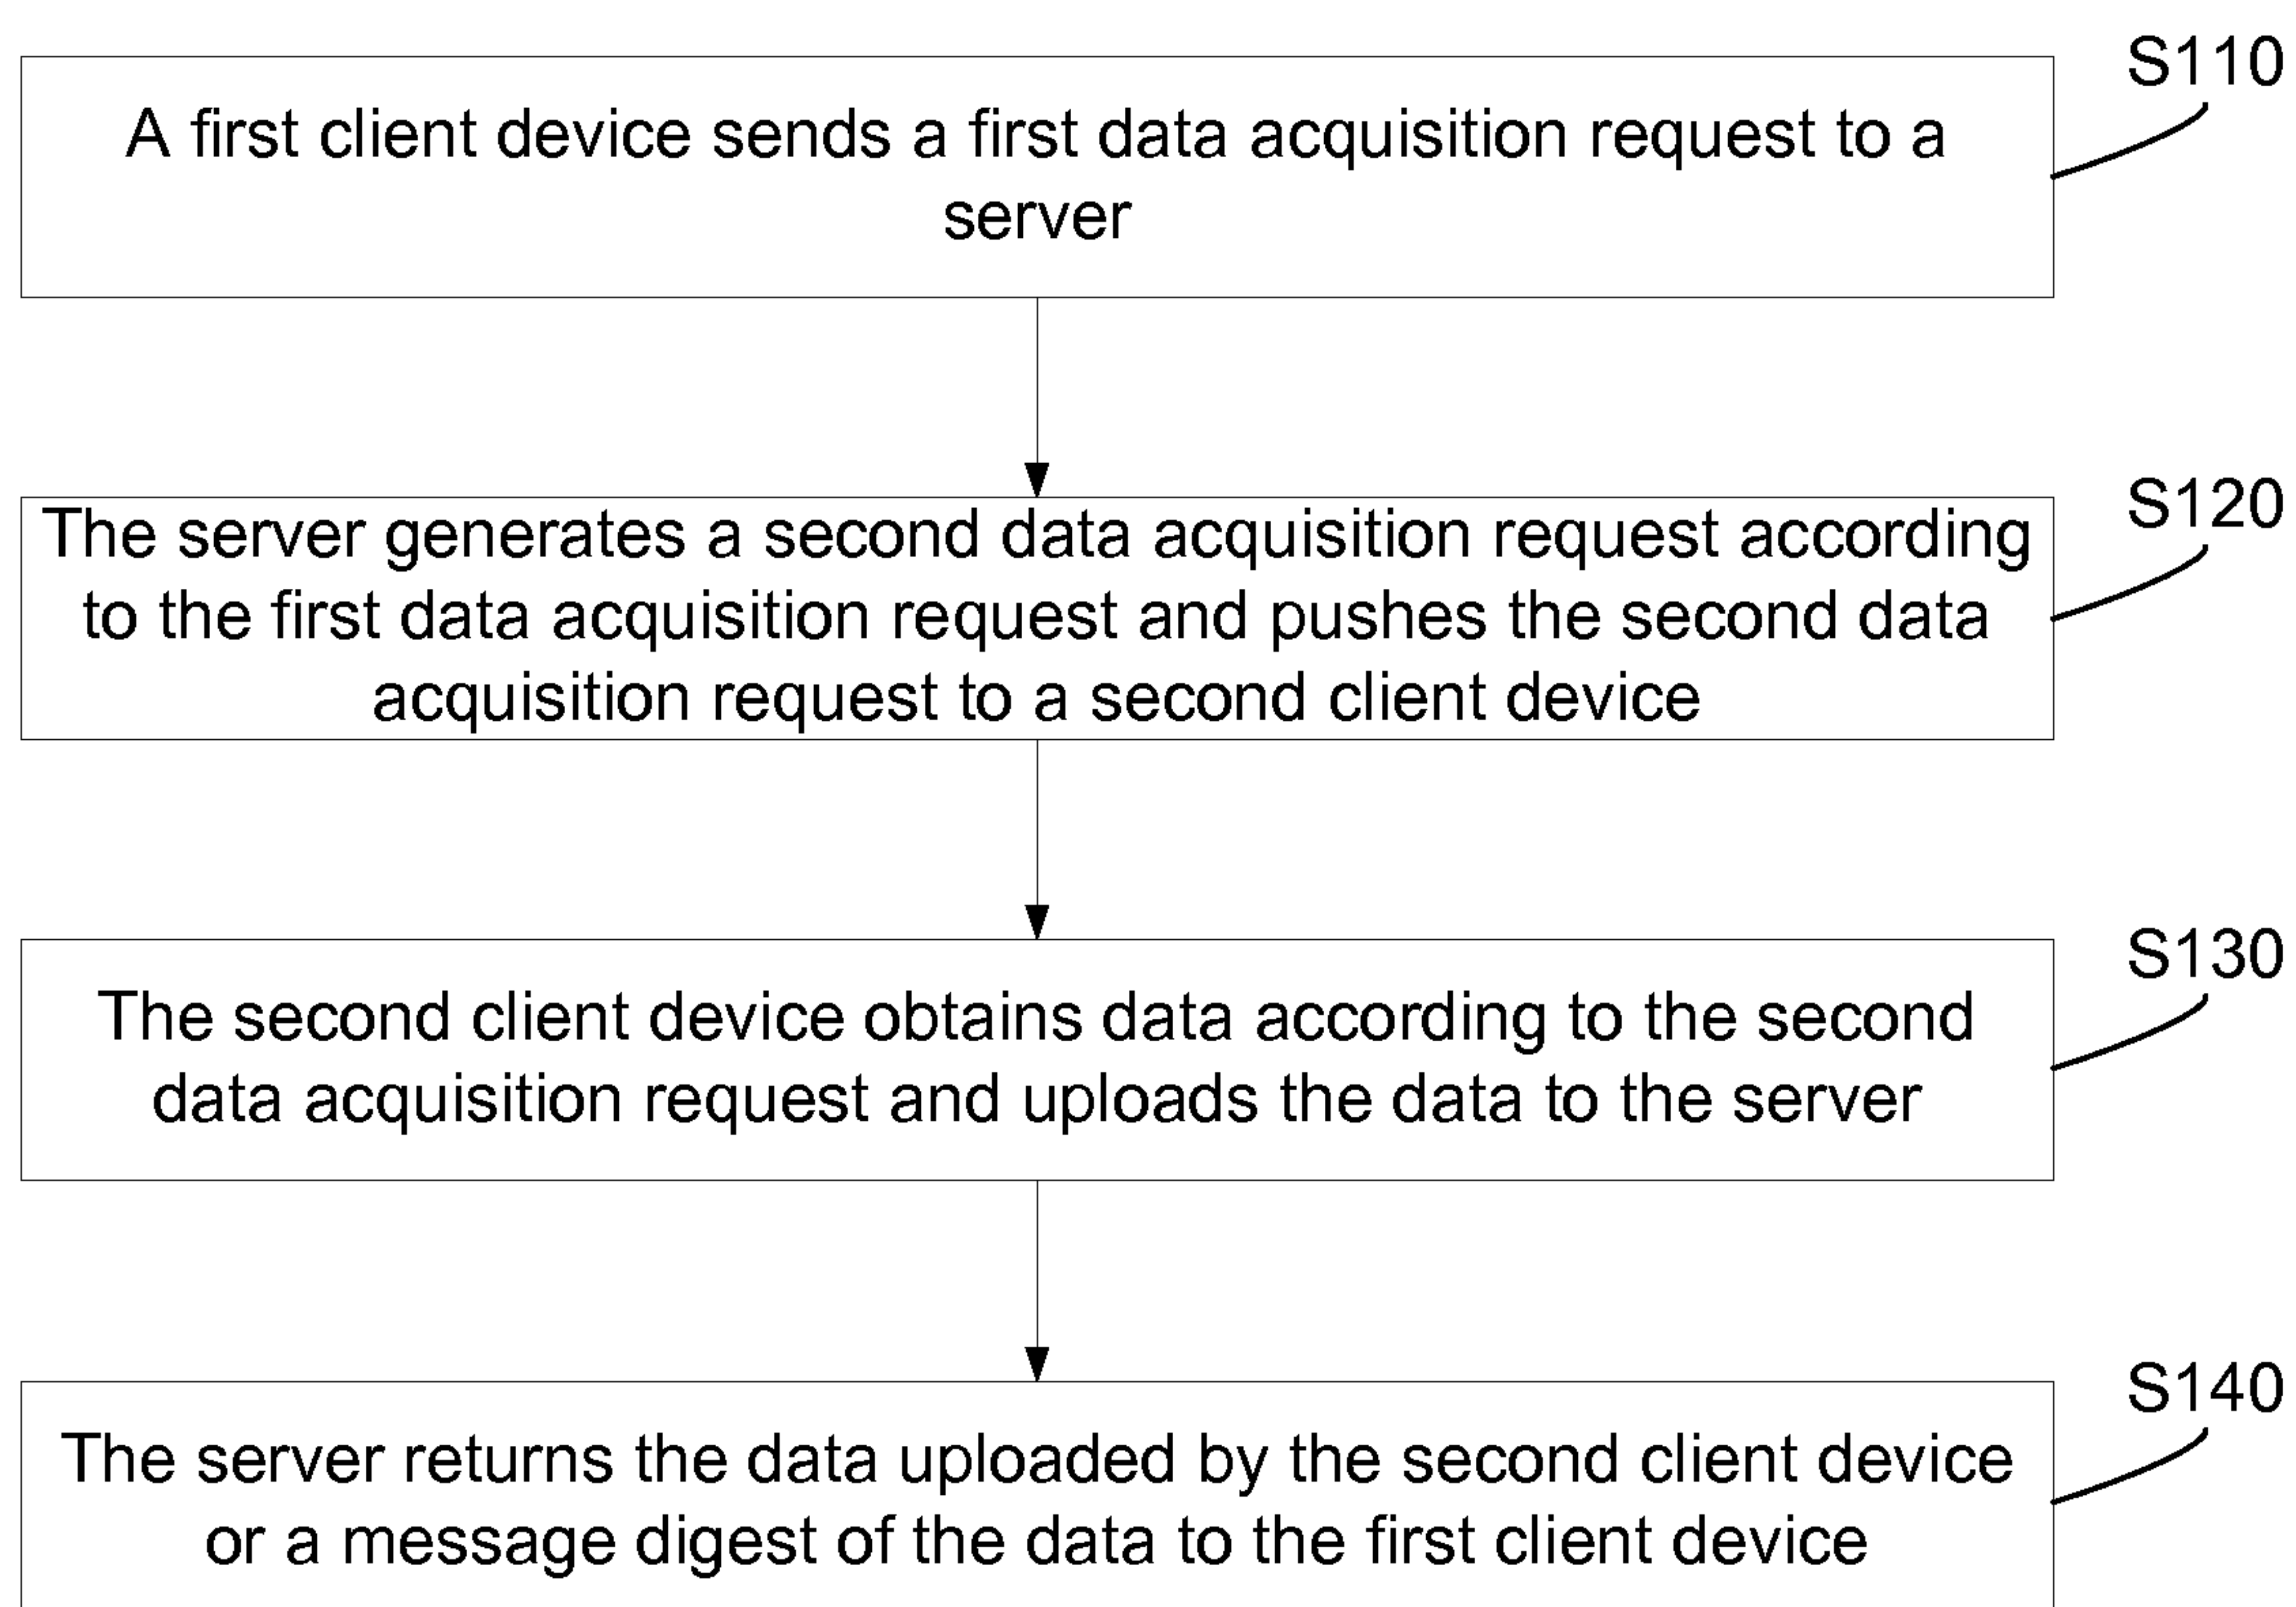 S110
A first client device sends a first data acquisition request to a
server
S120
The server generates a second data acquisition request according
to the first data acquisition request and pushes the second data
acquisition request to a second client device
S130
The second client device obtains data according to the second
data acquisition request and uploads the data to the server
S140
The server returns the data uploaded by the second client device
or a message digest of the data to the first client device